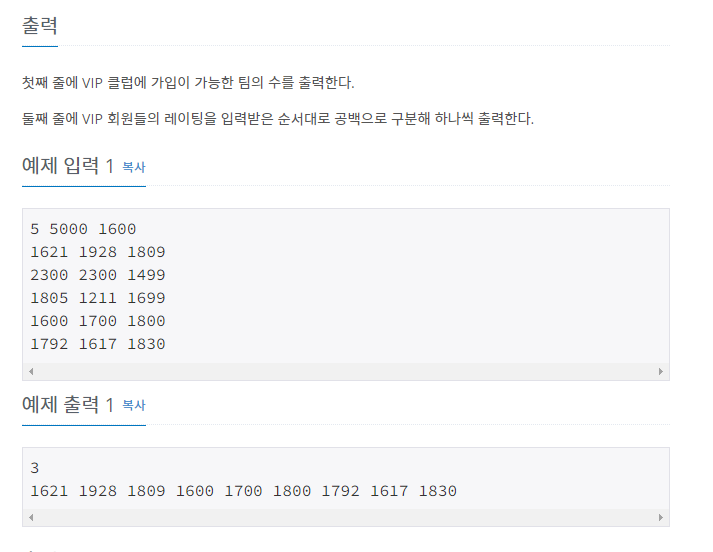 출력
첫째 줄에 VIP 클럽에 가입이 가능한 팀의 수를 출력한다.
둘째 줄에 VIP 회원들의 레이팅을 입력받은 순서대로 공백으로 구분해 하나씩 출력한다.
예제 입력 1 복사
5 5000 1600
1621 1928 1809
2300 2300 1499
1805 1211 1699
1600 1700 1800
1792 1617 1830
예제 출력 1 복사
3
1621 1928 1809 1600 1700 1800 1792 1617 1830